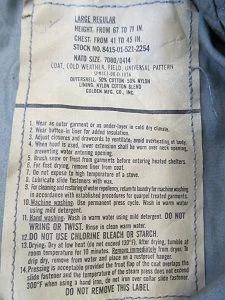 LARGE REGULAR
HEIGHT. FROM 67 TO 71 IN.
CHEST. FROM 41 TO 45 IN.
STOCK NO. 8415-01-521-2254
NATO SIZE: 7080/0414
COAT, COLD WEATHER, FIELD, UNIVERSAL PATTERN
OUTERSHELL. 50% COTTON 50% NYLON
LINING. NYLON COTTON BLEND
GOLDEN MFG. CO., INC.
1. Wear as outer garment or as under-layer in cold dry climate.
2. Wear button-in liner for added insulation.
3. Adjust closures and drawcords to ventilate, avoid overheating of body.
4. When hood is used, lower extension shall be worn over neck opening,
preventing water entering
5. Brush snow or frost from garments before entering heated shelters.
6. For fast drying, remove liner from coat.
7. Do not expose to high temperature of a stove.
8. Lubricate slide fasteners with wax.
9. For cleaning and restoring of water repellency, return to laundry for machine washing
in accordance with established procedures for quarpel treated garments.
10. Machine washing- Use permanent press cycle. Wash in warm water
using mild detergent.
11. Hand washing- Wash in warm water using mild detergent. DO NOT
WRING OR TWIST. Rinse in clean warm water.
12. DO NOT USE CHLORINE BLEACH OR STARCH.
13. Drying- Dry at low heat (do not exceed 130°F). After drying, tumble at
room temperature for 10 minutes. Remove immediately from dryer. To
drip dry, remove from water and place on a rustproof hanger.
14. Pressing is acceptable provided the front flap of the coat overlaps the
slide fastener and the temperature of the steam press does not exceed
300°F when using a hand iron, do not iron over collar slide fastener.
DO NOT REMOVE THIS LABEL